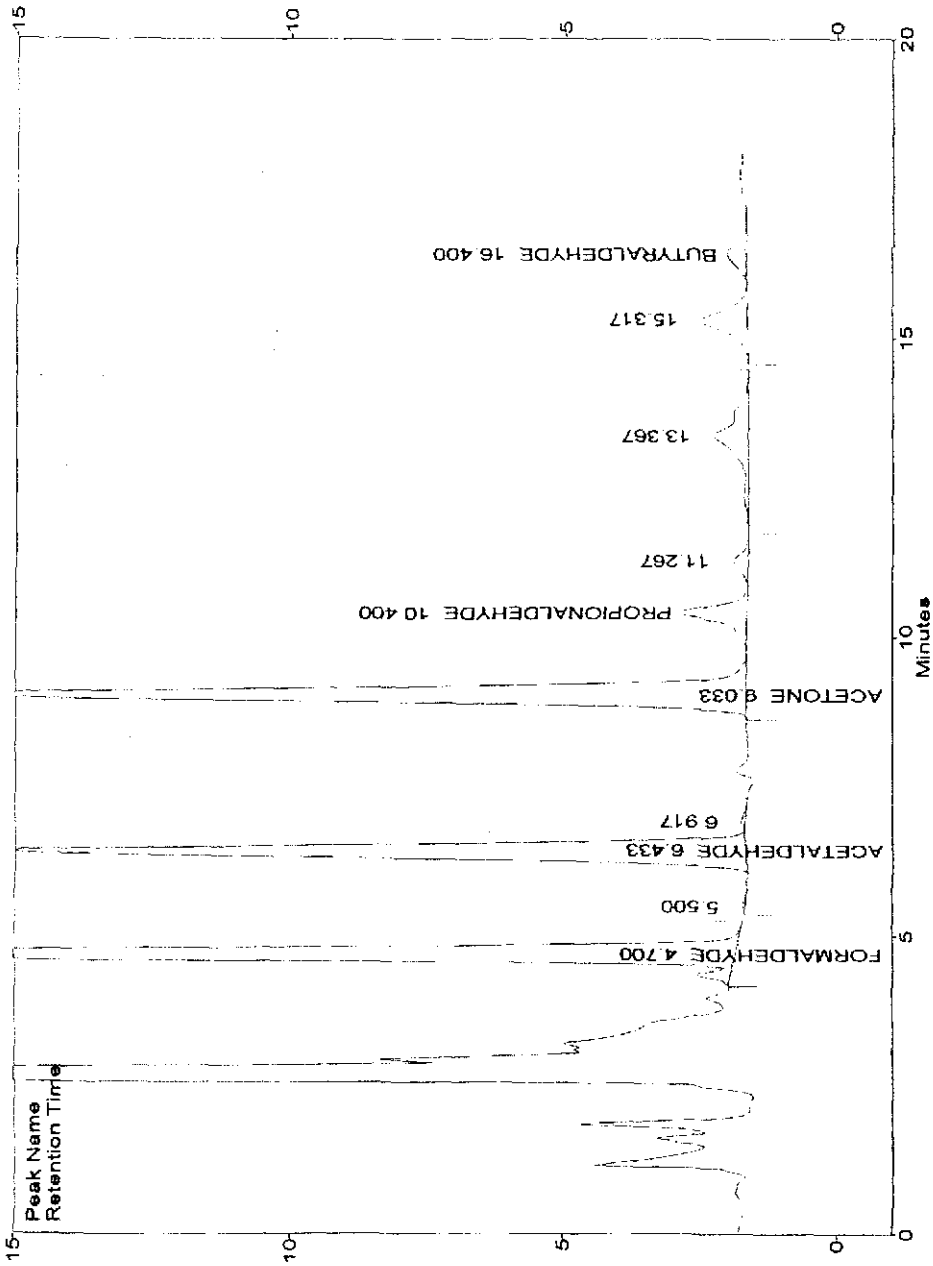 Peak Name
Retention Time
15
10
5
0
15
10
5
0
FORMALDEHYDE 4.700
5.500
ACETALDEHYDE 6.433
6.917
ACETONE 9.033
PROPIONALDEHYDE 10.400
11.267
13.367
15.317
BUTYRALDEHYDE 16.400
0
5
10
15
20
Minutes